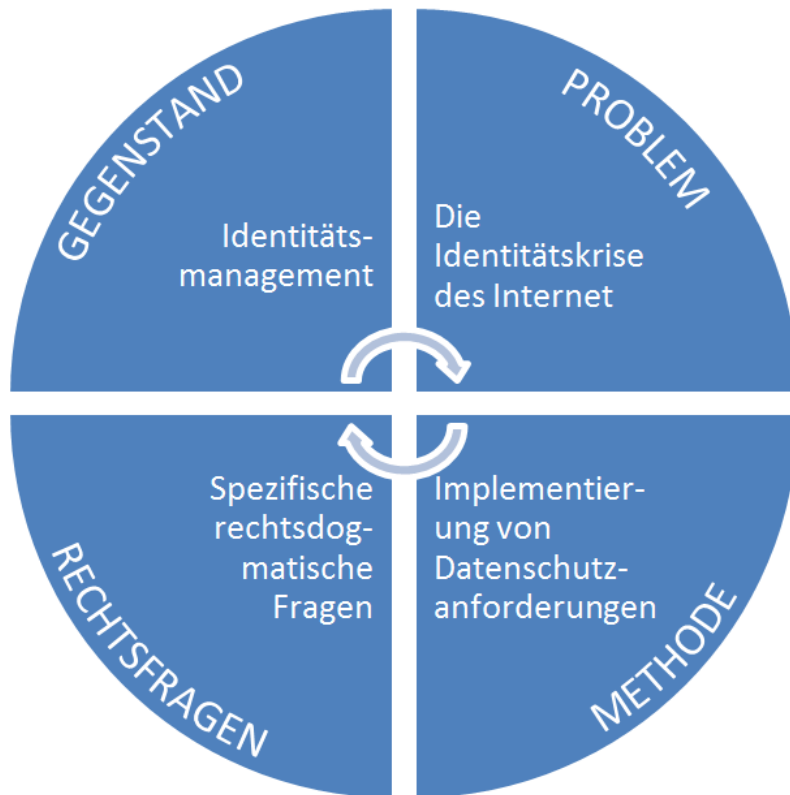 GEGENSTAND
Identitäts-
management
PROBLEM
Die
Identitätskrise
des Internet
RECHTSFRAGEN
Spezifische
rechtsdog-
matische
Fragen
METHODE
Implementier-
ung von
Datenschutz-
anforderungen